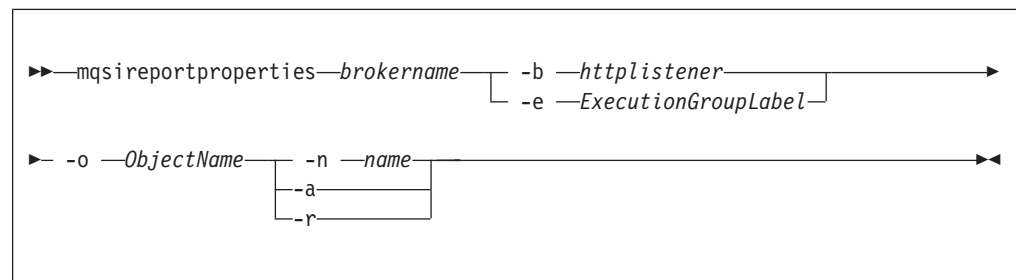 mqsireportproperties brokername -b httplistener
-e ExecutionGroupLabel
-o ObjectName -n name
-a
-r